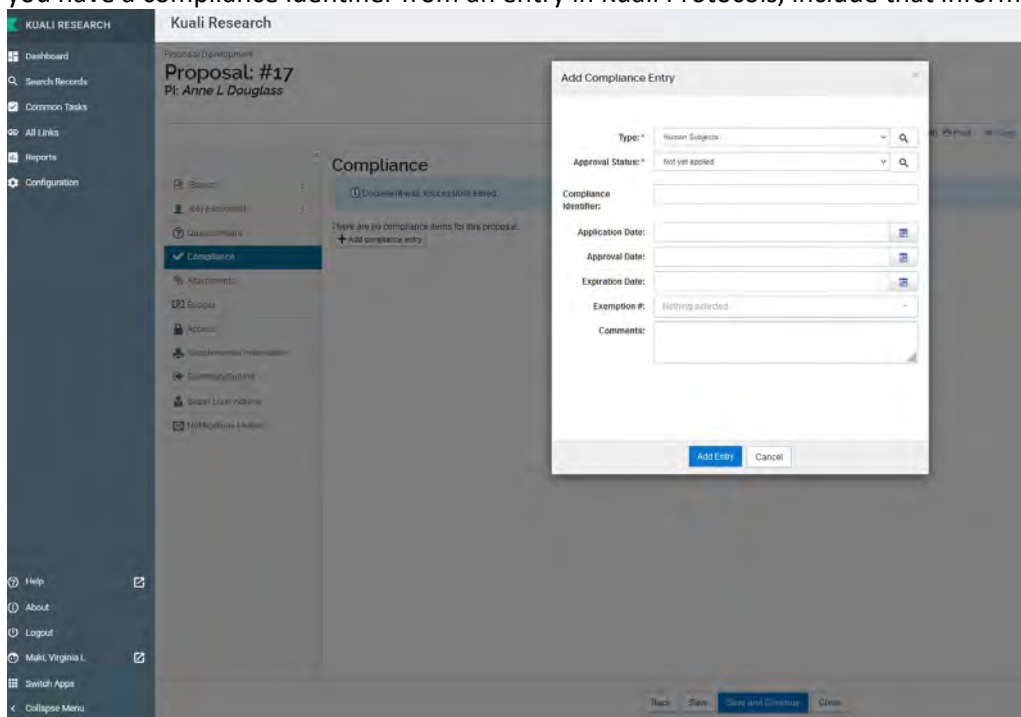 you have a compliance identifier from an entry in Kuali Protocols, include that inform
KUALI RESEARCH
Kuali Research
Dashboard
Search Records
Common Tasks
All Links
Reports
Configuration
Proposal Development
Proposal: #17
PI: Anne L Douglass
Basics
Key Personnel
Questionnaire
Compliance
Attachments
Budget
Access
Supplemental Information
Summary/Submit
Super User Actions
Notifications History
Compliance
Document was successfully saved.
There are no compliance items for this proposal.
+ Add compliance entry
Print
Add Compliance Entry
×
Type: * Human Subjects
Approval Status: * Not yet applied
Compliance
Identifier:
Application Date:
Approval Date:
Expiration Date:
Exemption #: Nothing selected
Comments:
Add Entry Cancel
Help
About
Logout
Maki, Virginia L
Switch Apps
< Collapse Menu
Back Save Save and Continue Close